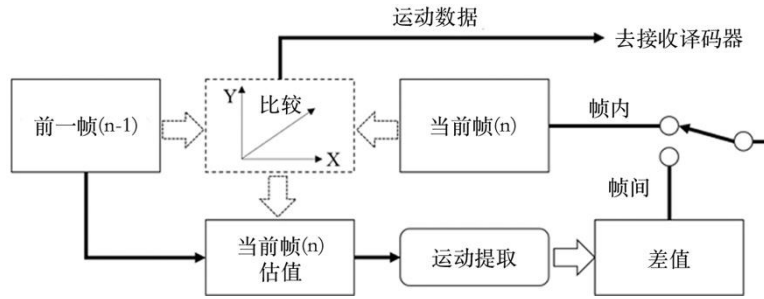 运动数据
去接收译码器
前一帧(n-1)
Y
比较
X
当前帧(n)
帧内
帧间
当前帧(n)
估值
运动提取
差值